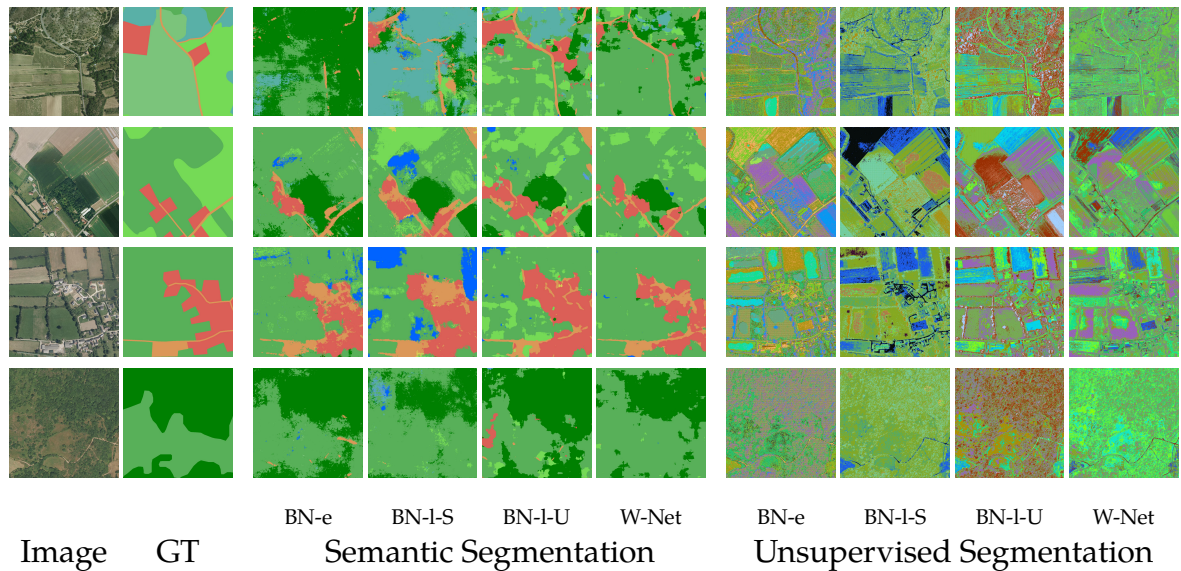 BN-e BN-l-S BN-l-U W-Net BN-e BN-l-S BN-l-U W-Net
Image GT Semantic Segmentation Unsupervised Segmentation